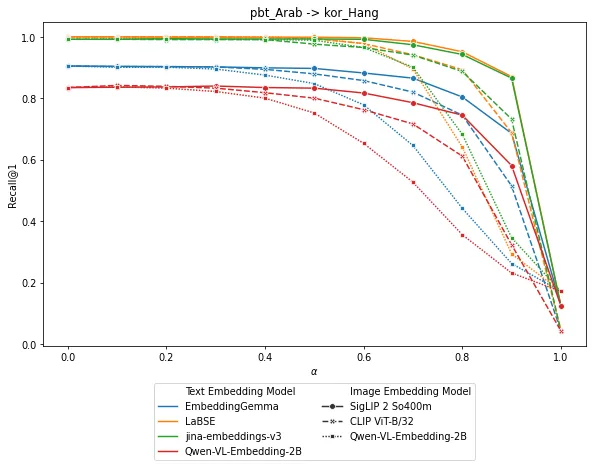 pbt_Arab -> kor_Hang
Recall@1
1.0
0.8
0.6
0.4
0.2
0.0
0.0 0.2 0.4 0.6 0.8 1.0
α
Text Embedding Model
EmbeddingGemma
LaBSE
jina-embeddings-v3
Qwen-VL-Embedding-2B
Image Embedding Model
SigLIP 2 So400m
CLIP ViT-B/32
Qwen-VL-Embedding-2B